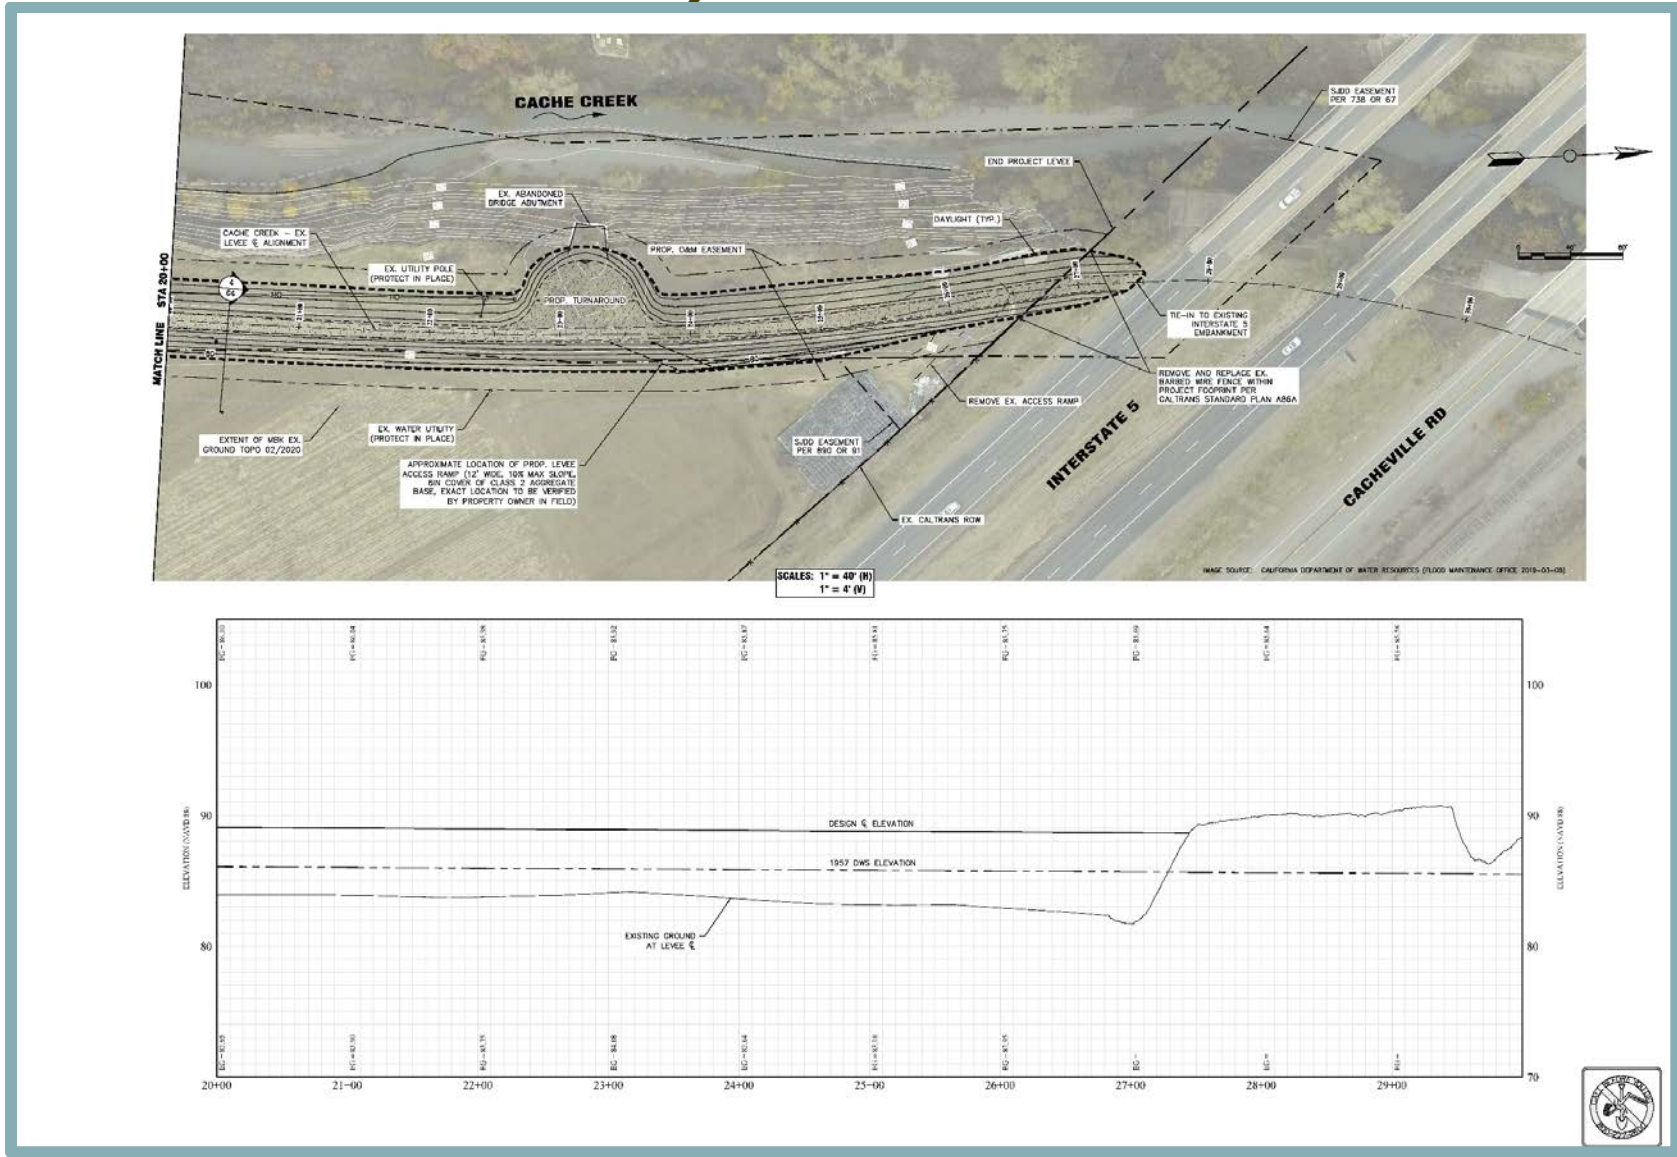 CACHE CREEK
SJDD EASEMENT
PER 738 OR 67
END PROJECT LEVEE
EX. ABANDONED
BRIDGE ABUTMENT
DAYLIGHT (TYP.)
CACHE CREEK - EX.
LEVEE ℄ ALIGNMENT
PROP. O&M EASEMENT
EX. UTILITY POLE
(PROTECT IN PLACE)
PROP. TURNAROUND
MATCH LINE STA 20+00
TIE-IN TO EXISTING
INTERSTATE 5
EMBANKMENT
REMOVE AND REPLACE EX.
BARBED WIRE FENCE WITHIN
PROJECT FOOPRINT PER
CALTRANS STANDARD PLAN A86A
REMOVE EX. ACCESS RAMP
INTERSTATE 5
CACHEVILLE RD
EXTENT OF MBK EX.
GROUND TOPO 02/2020
EX. WATER UTILITY
(PROTECT IN PLACE)
SJDD EASEMENT
PER 890 OR 91
APPROXIMATE LOCATION OF PROP. LEVEE
ACCESS RAMP (12' WIDE, 10% MAX SLOPE,
6IN COVER OF CLASS 2 AGGREGATE
BASE, EXACT LOCATION TO BE VERIFIED
BY PROPERTY OWNER IN FIELD)
EX. CALTRANS ROW
IMAGE SOURCE: CALIFORNIA DEPARTMENT OF WATER RESOURCES (FLOOD MAINTENANCE OFFICE 2019-03-08)
SCALES: 1" = 40' (H)
1" = 4' (V)
100
100
ELEVATION (NAVD 88)
90
DESIGN ℄ ELEVATION
90
ELEVATION (NAVD 88)
1957 DWS ELEVATION
EXISTING GROUND
AT LEVEE ℄
80
80
70
20+00 21+00 22+00 23+00 24+00 25+00 26+00 27+00 28+00 29+00